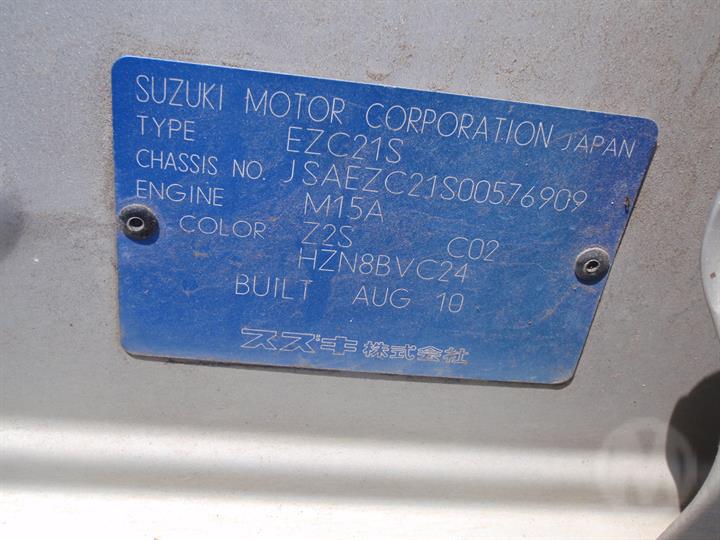 SUZUKI MOTOR CORPORATION JAPAN
TYPE EZC21S
CHASSIS NO. JSAEZC21S00576909
ENGINE M15A
COLOR Z2S C02
HZN8BVC24
BUILT AUG 10
スズキ株式会社
M